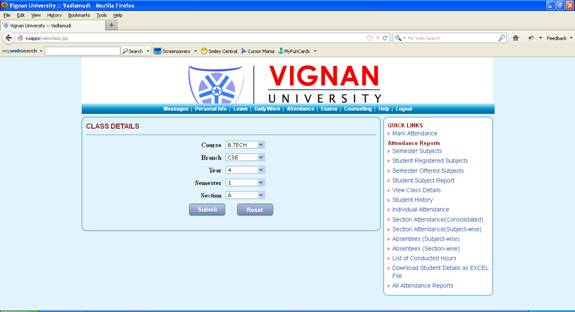 Vignan University :: Vadlamudi - Mozilla Firefox
File Edit View History Bookmarks Tools Help
Vignan University :: Vadlamudi
vuapps/viewclass.jsp
My Web Search
Feedback
mywebsearch
Search
Screensavers
Smiley Central
Cursor Mania
MyFunCards
VIGNAN
UNIVERSITY
Messages | Personal Info | Leave | Daily Work | Attendance | Exams | Counselling | Help | Logout
CLASS DETAILS
Course B.TECH
Branch CSE
Year 4
Semester 1
Section A
Submit Reset
QUICK LINKS
Mark Attendance
Attendance Reports
Semester Subjects
Student Registered Subjects
Semester Offered Subjects
Student Subject Report
View Class Details
Student History
Individual Attendance
Section Attendance(Consolidated)
Section Attendance(Subject-wise)
Absentees (Subject-wise)
Absentees (Section-wise)
List of Conducted Hours
Download Student Details as EXCEL
File
All Attendance Reports